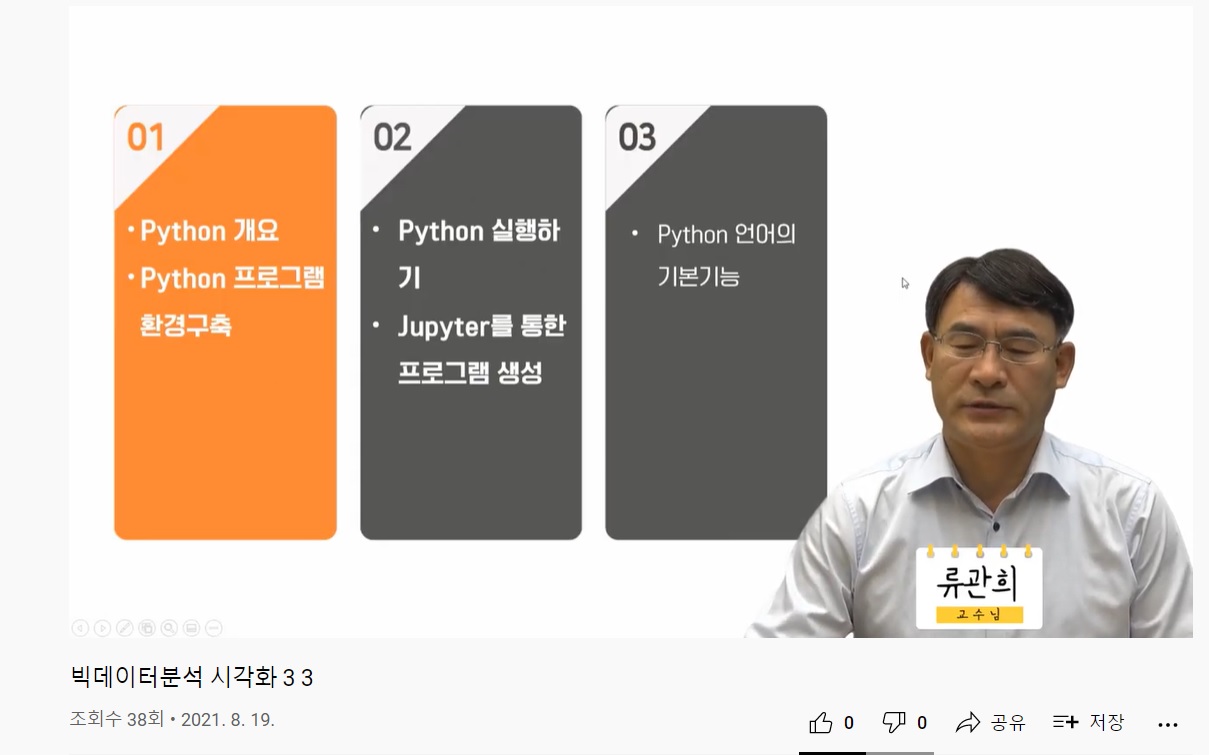 01
• Python 개요
• Python 프로그램
환경구축
02
• Python 실행하
기
• Jupyter를 통한
프로그램 생성
03
• Python 언어의
기본기능
류관희
교수님
빅데이터분석 시각화 3 3
조회수 38회 • 2021. 8. 19.
0
0
공유
저장